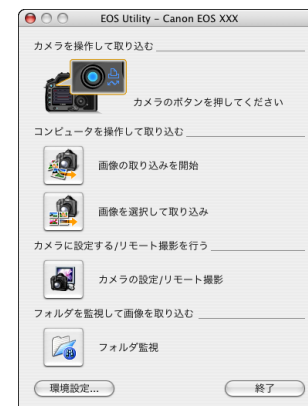 EOS Utility – Canon EOS XXX
カメラを操作して取り込む
カメラのボタンを押してください
コンピュータを操作して取り込む
画像の取り込みを開始
画像を選択して取り込み
カメラに設定する/リモート撮影を行う
カメラの設定/リモート撮影
フォルダを監視して画像を取り込む
フォルダ監視
環境設定... 終了